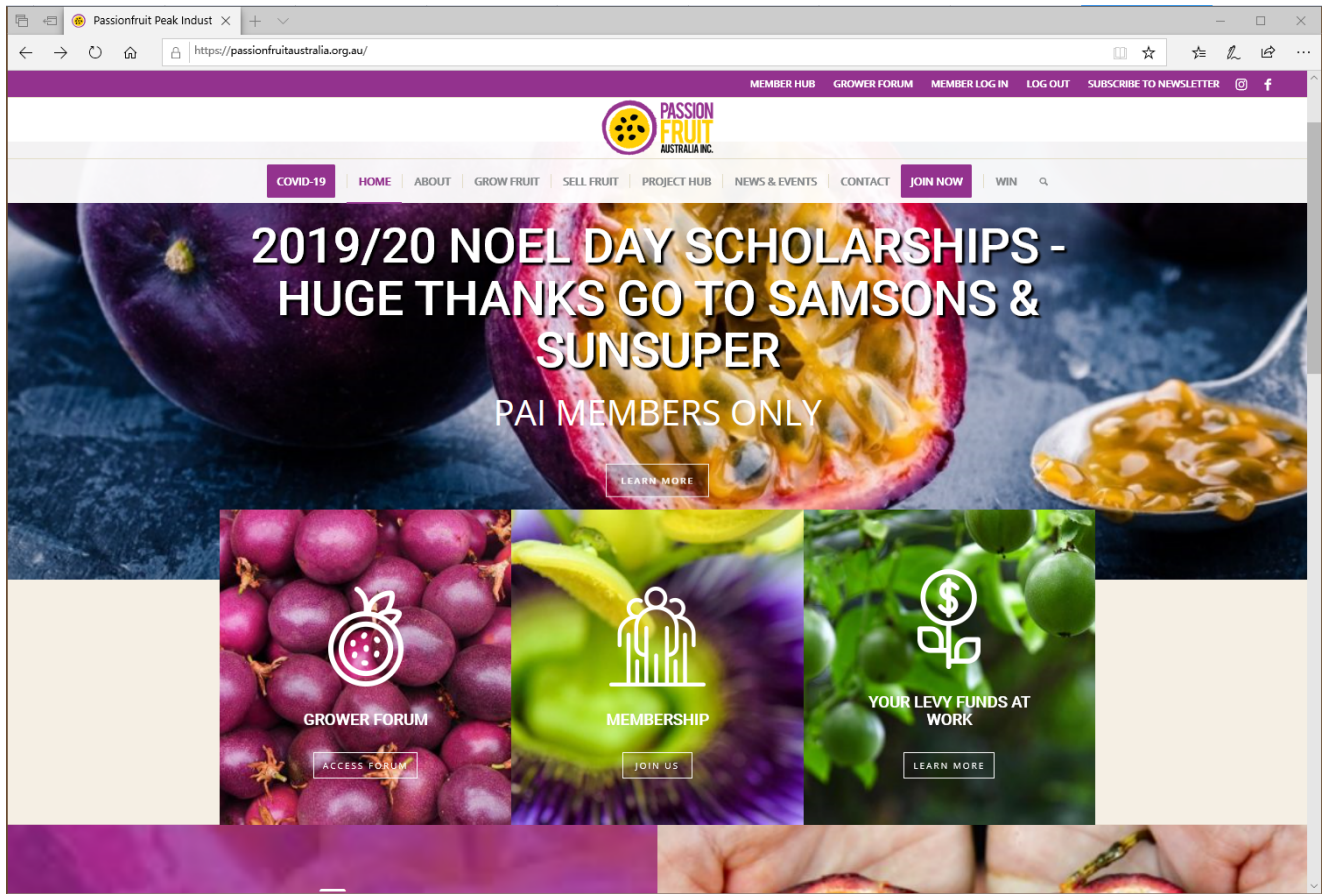 Passionfruit Peak Indust
https://passionfruitaustralia.org.au/
MEMBER HUB GROWER FORUM MEMBER LOG IN LOG OUT SUBSCRIBE TO NEWSLETTER
PASSION
FRUIT
AUSTRALIA INC.
COVID-19 HOME ABOUT GROW FRUIT SELL FRUIT PROJECT HUB NEWS & EVENTS CONTACT JOIN NOW WIN
2019/20 NOEL DAY SCHOLARSHIPS -
HUGE THANKS GO TO SAMSONS &
SUNSUPER
PAI MEMBERS ONLY
LEARN MORE
GROWER FORUM
ACCESS FORUM
MEMBERSHIP
JOIN US
YOUR LEVY FUNDS AT
WORK
LEARN MORE